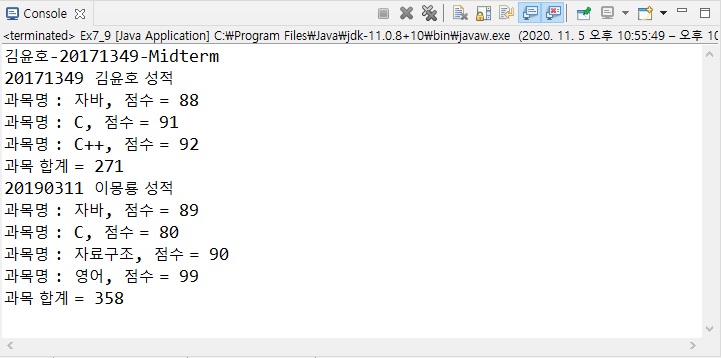 Console
<terminated> Ex7_9 [Java Application] C:₩Program Files₩Java₩jdk-11.0.8+10₩bin₩javaw.exe (2020. 11. 5 오후 10:55:49 – 오후 10
김윤호-20171349-Midterm
20171349 김윤호 성적
과목명 : 자바, 점수 = 88
과목명 : C, 점수 = 91
과목명 : C++, 점수 = 92
과목 합계 = 271
20190311 이몽룡 성적
과목명 : 자바, 점수 = 89
과목명 : C, 점수 = 80
과목명 : 자료구조, 점수 = 90
과목명 : 영어, 점수 = 99
과목 합계 = 358